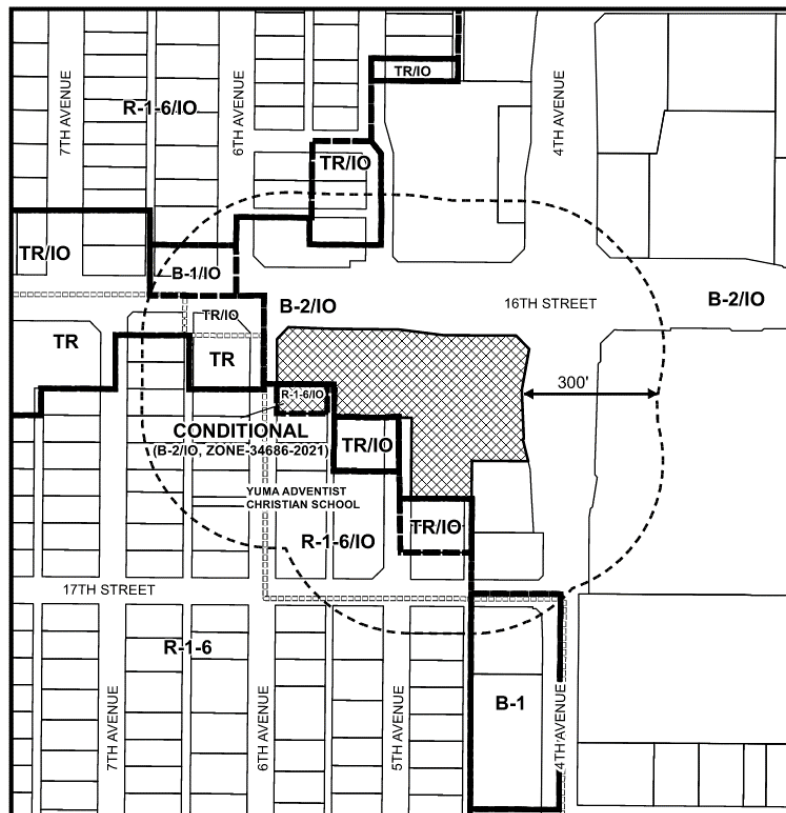 TR/IO
7TH AVENUE
6TH AVENUE
4TH AVENUE
R-1-6/IO
TR/IO
TR/IO
B-1/IO
B-2/IO
16TH STREET
B-2/IO
TR/IO
TR
TR
300'
R-1-6/IO
CONDITIONAL
(B-2/IO, ZONE-34686-2021)
TR/IO
YUMA ADVENTIST
CHRISTIAN SCHOOL
TR/IO
R-1-6/IO
17TH STREET
R-1-6
B-1
7TH AVENUE
6TH AVENUE
5TH AVENUE
4TH AVENUE